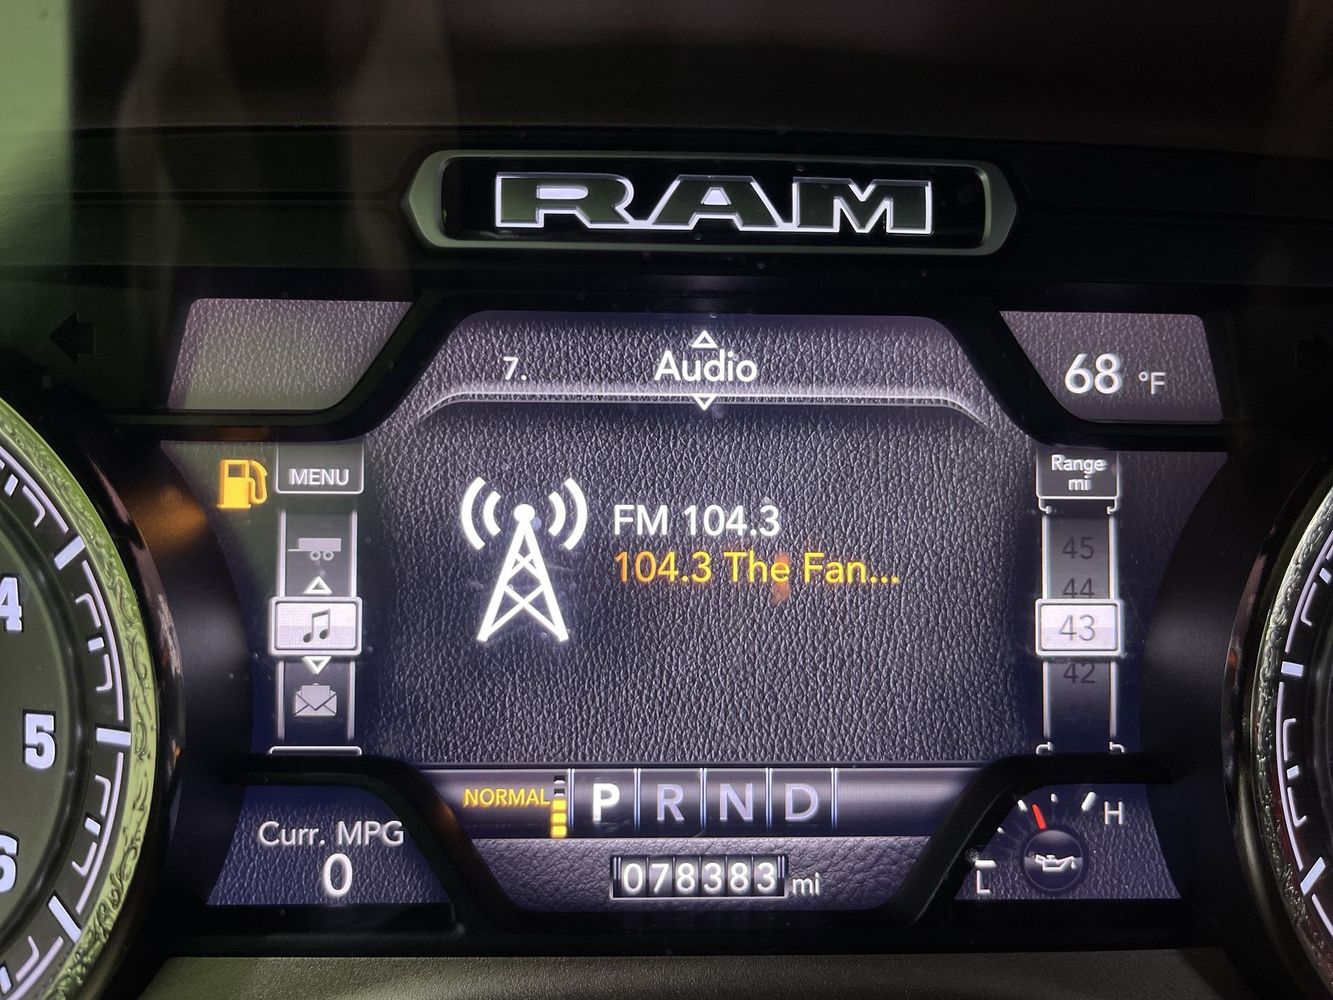 RAM
7. Audio
68 °F
MENU
Range
mi
FM 104.3
104.3 The Fan...
45
44
43
42
4
5
6
NORMAL P R N D
Curr. MPG
0
078383 mi
L H